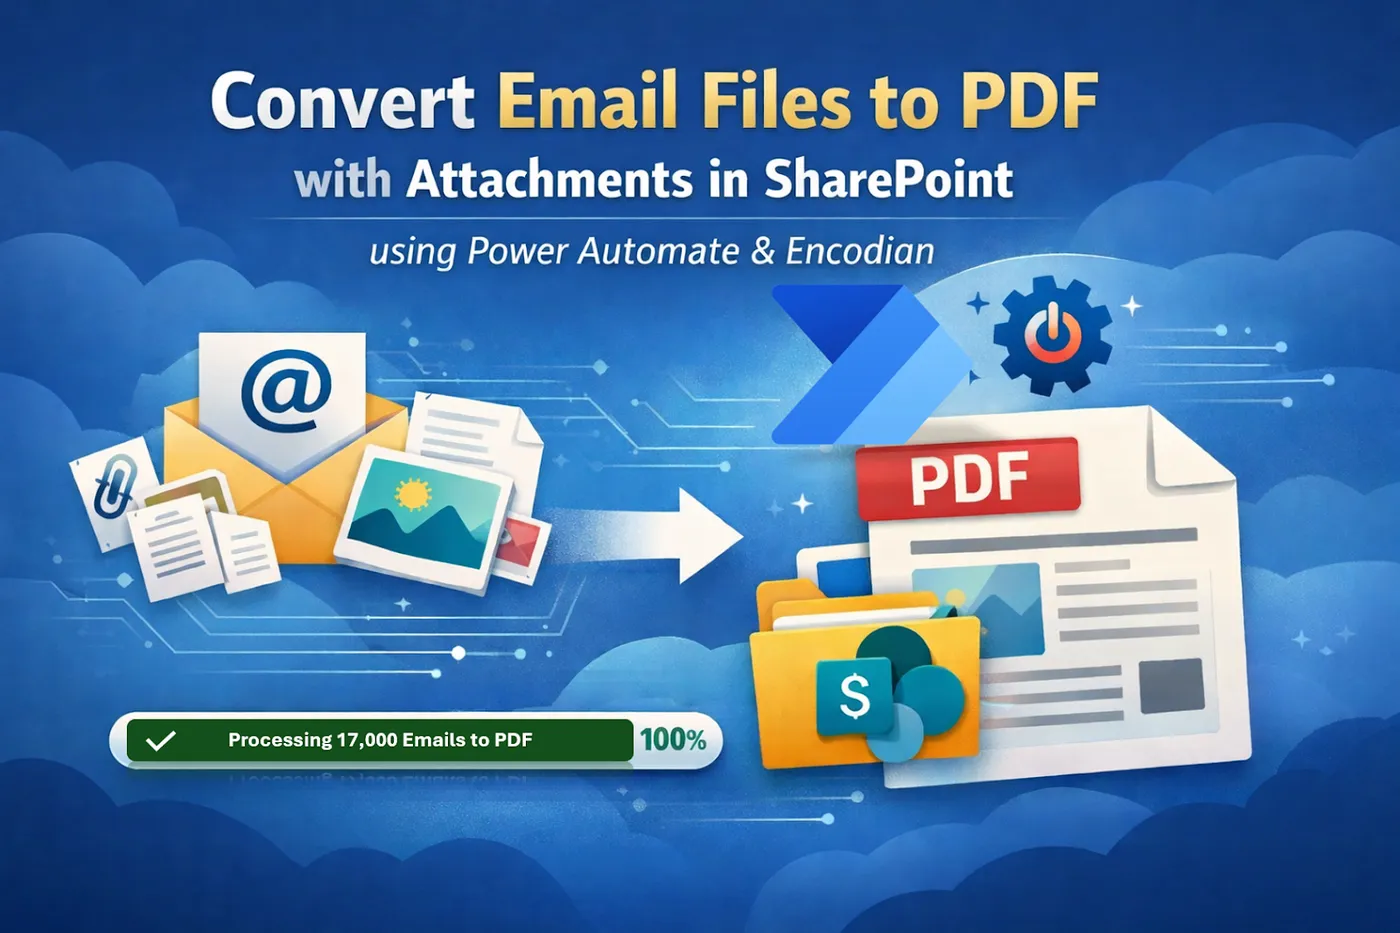 Convert Email Files to PDF
with Attachments in SharePoint
using Power Automate & Encodian
@
PDF
$
Processing 17,000 Emails to PDF 100%